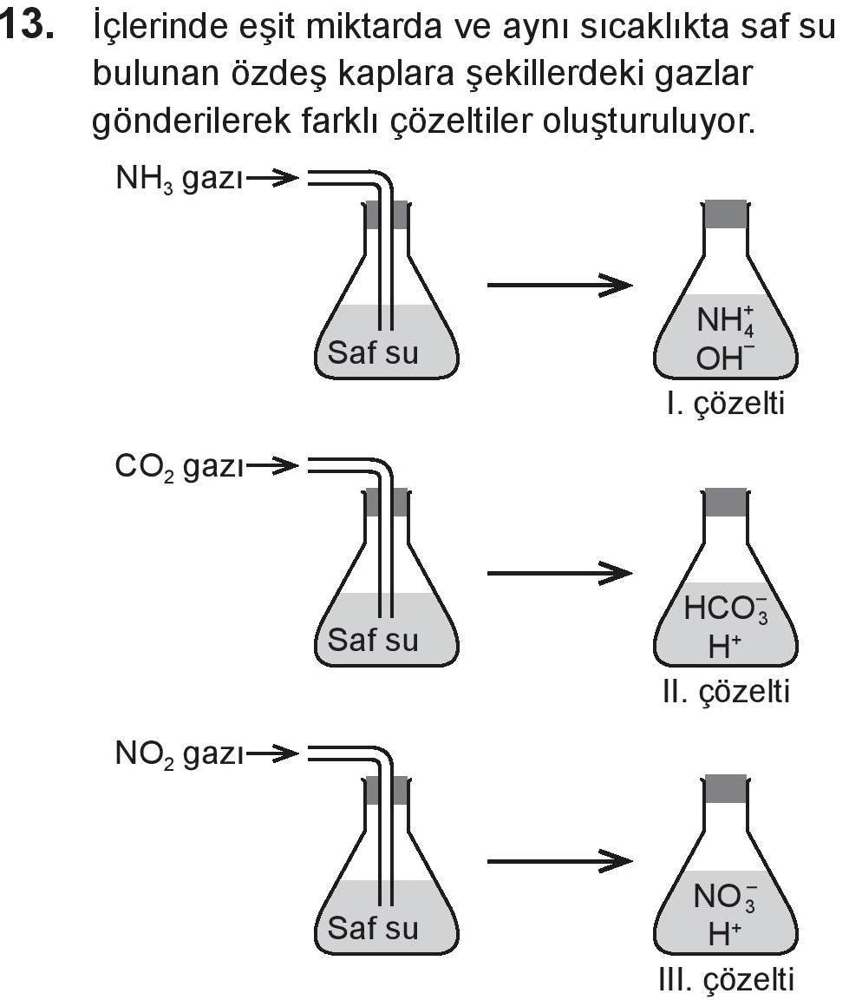 13. İçlerinde eşit miktarda ve aynı sıcaklıkta saf su
bulunan özdeş kaplara şekillerdeki gazlar
gönderilerek farklı çözeltiler oluşturuluyor.
NH₃ gazı
Saf su
NH₄⁺
OH⁻
I. çözelti
CO₂ gazı
Saf su
HCO₃⁻
H⁺
II. çözelti
NO₂ gazı
Saf su
NO₃⁻
H⁺
III. çözelti